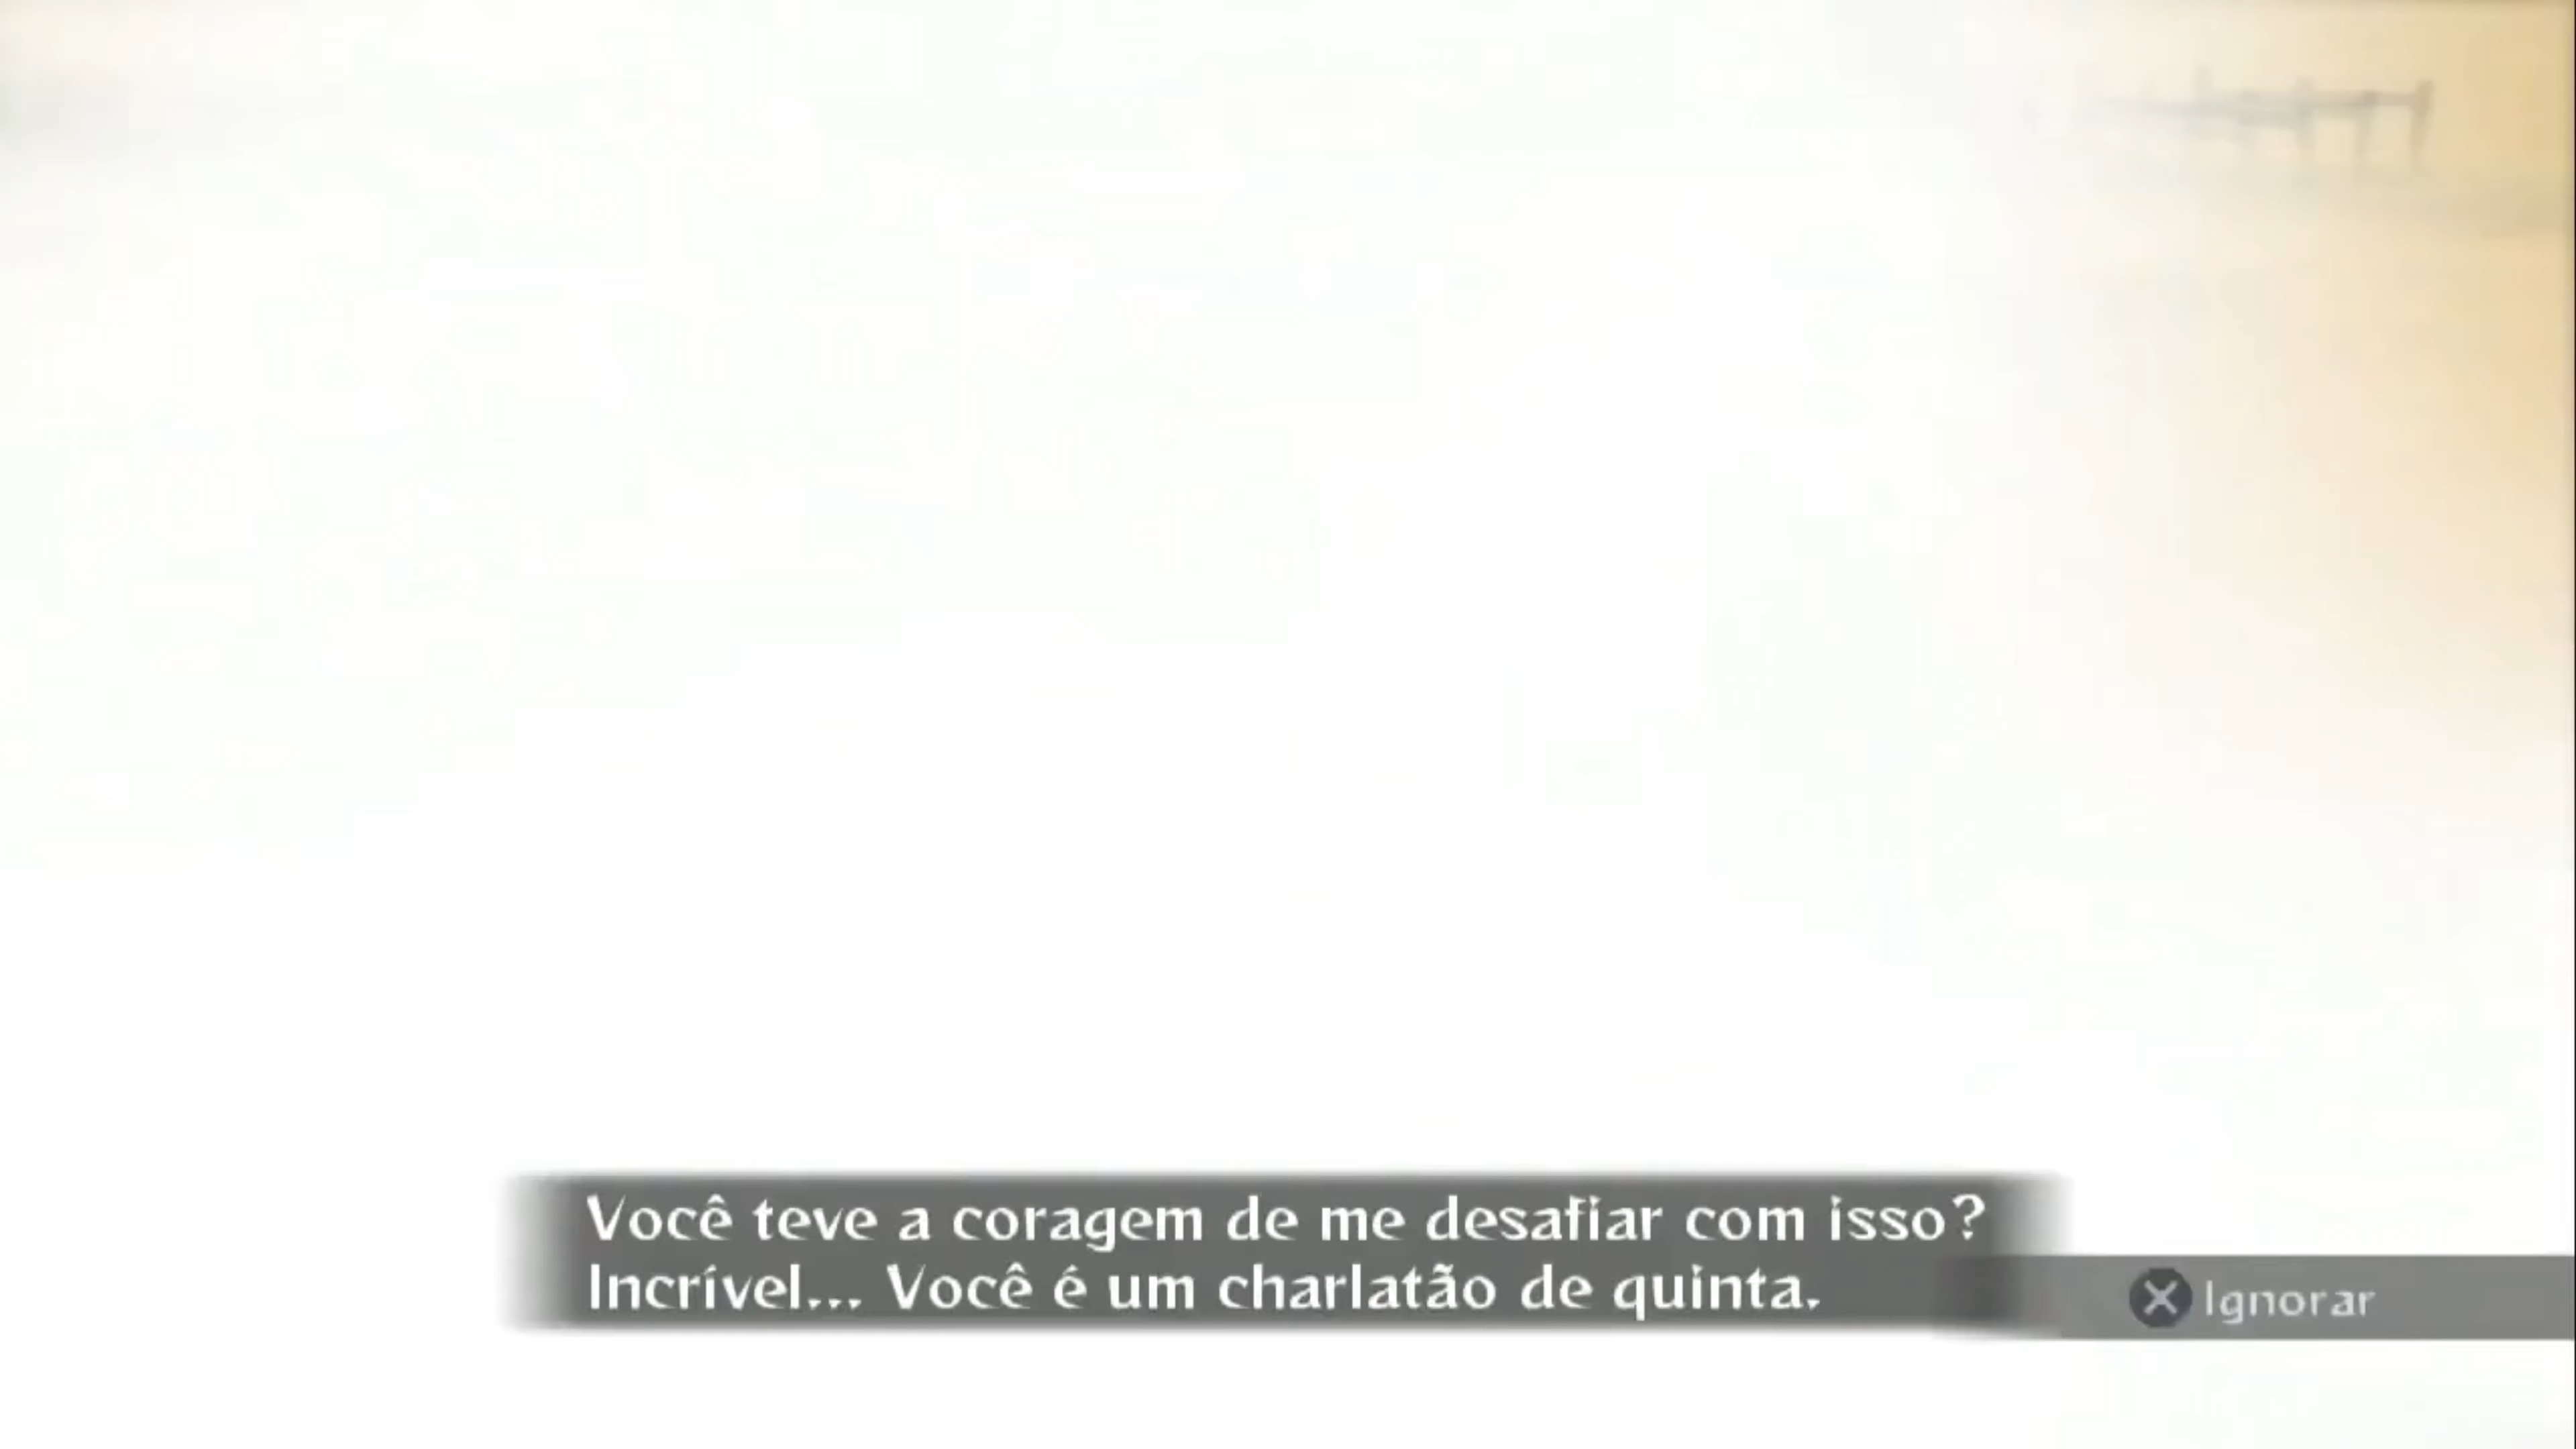 Você teve a coragem de me desafiar com isso?
Incrível... Você é um charlatão de quinta.
Ignorar